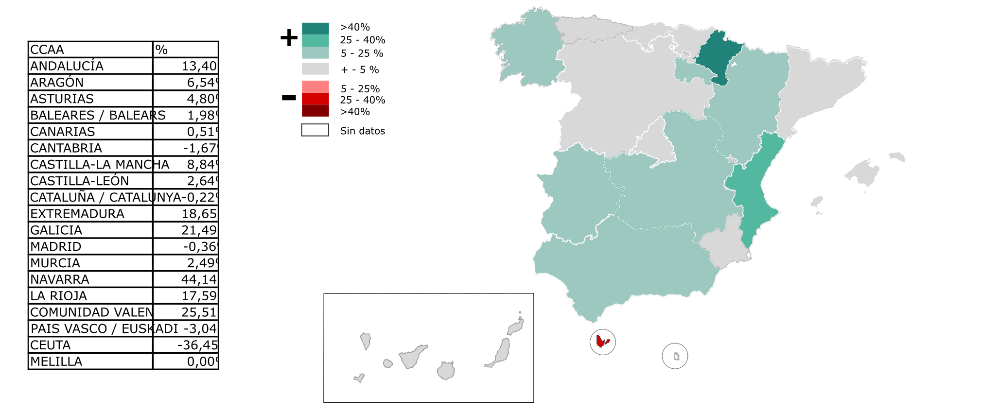 CCAA %
ANDALUCÍA 13,40
ARAGÓN 6,54%
ASTURIAS 4,80%
BALEARES / BALEARS 1,98%
CANARIAS 0,51%
CANTABRIA -1,67%
CASTILLA-LA MANCHA 8,84%
CASTILLA-LEÓN 2,64%
CATALUÑA / CATALUNYA -0,22%
EXTREMADURA 18,65
GALICIA 21,49
MADRID -0,36
MURCIA 2,49%
NAVARRA 44,14
LA RIOJA 17,59
COMUNIDAD VALEN 25,51
PAIS VASCO / EUSKADI -3,04
CEUTA -36,45
MELILLA 0,00%
+
>40%
25 - 40%
5 - 25 %
+ - 5 %
-
5 - 25%
25 - 40%
>40%
Sin datos